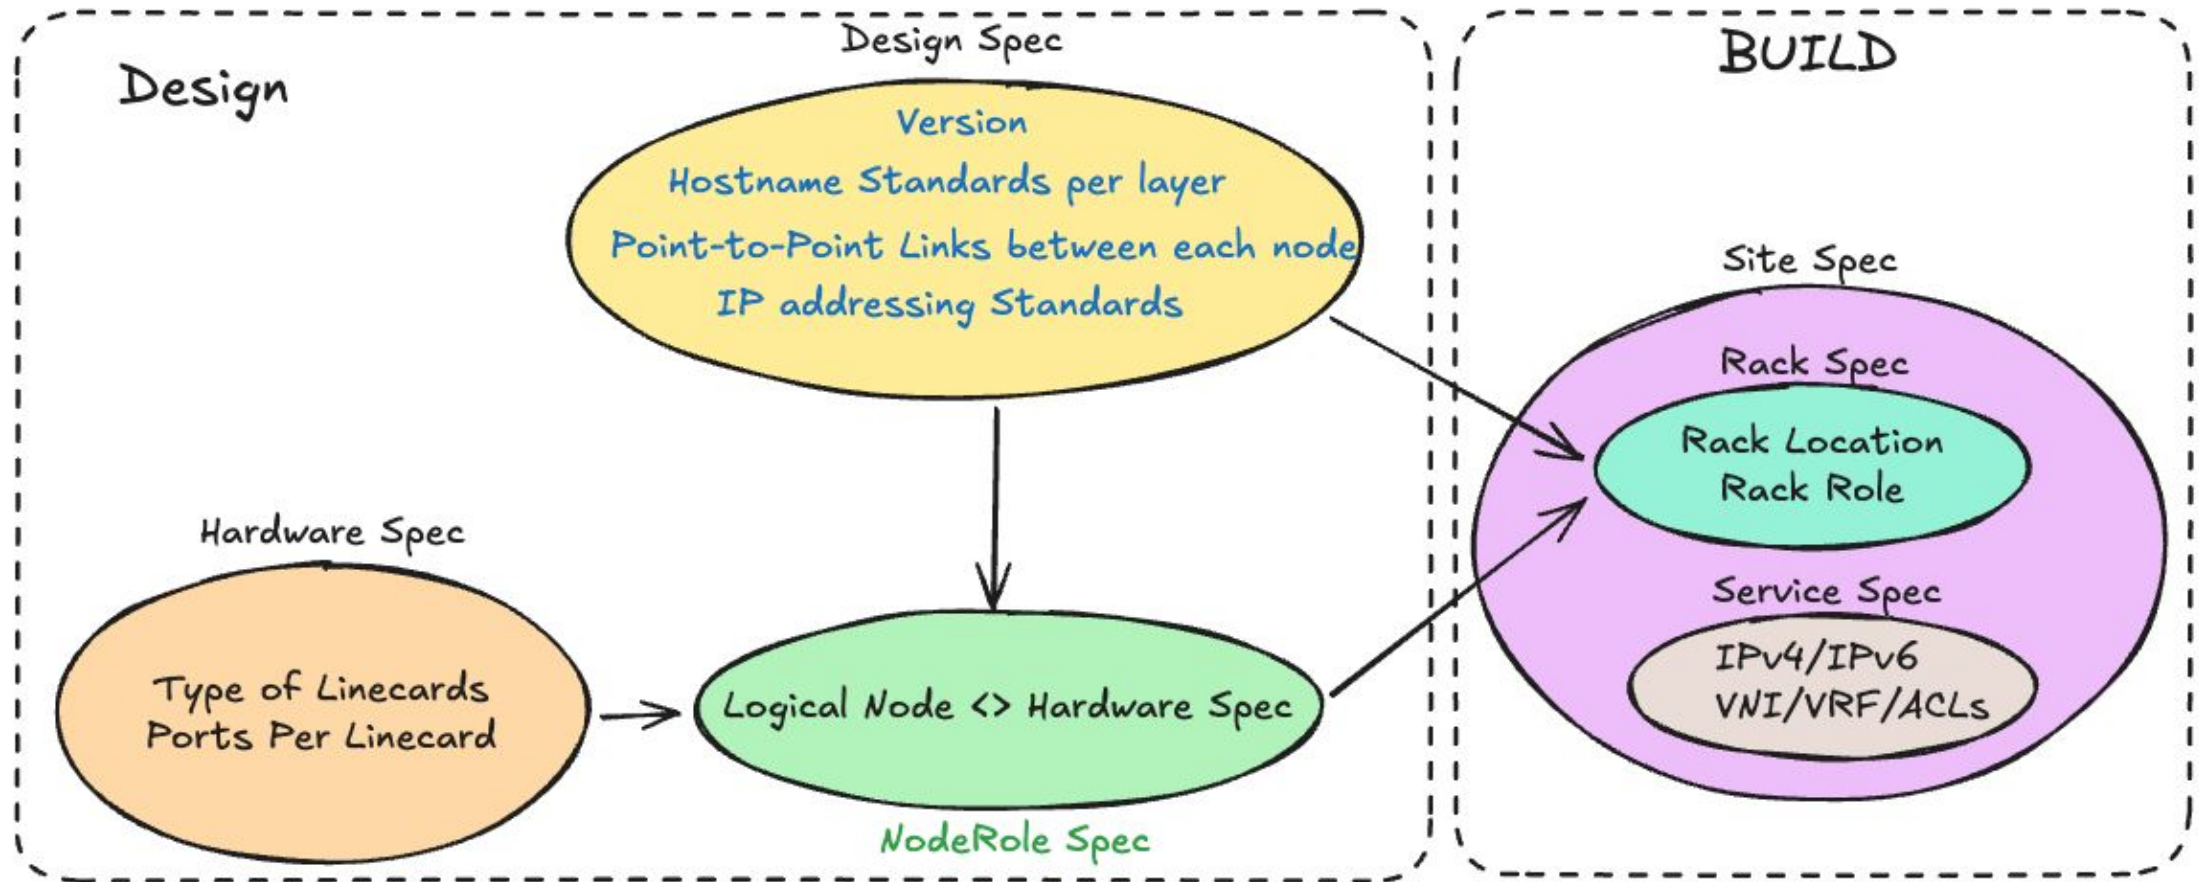 Design
Design Spec
Version
Hostname Standards per layer
Point-to-Point Links between each node
IP addressing Standards
Hardware Spec
Type of Linecards
Ports Per Linecard
Logical Node <> Hardware Spec
NodeRole Spec
BUILD
Site Spec
Rack Spec
Rack Location
Rack Role
Service Spec
IPv4/IPv6
VNI/VRF/ACLs